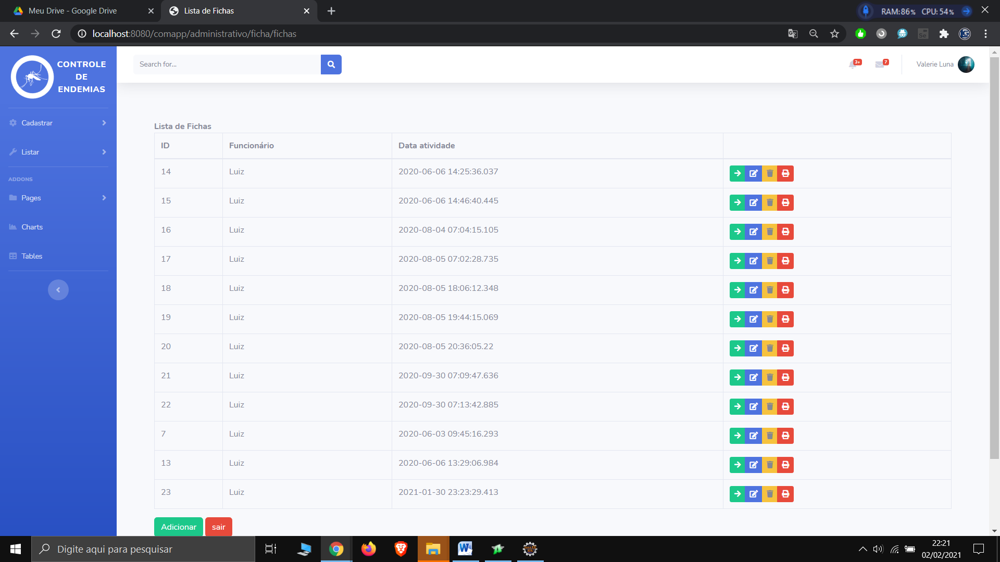 Meu Drive - Google Drive
Lista de Fichas
RAM: 86% CPU: 54%
localhost:8080/comapp/administrativo/ficha/fichas
CONTROLE
DE
ENDEMIAS
Search for...
3+
7
Valerie Luna
Cadastrar
Listar
ADDONS
Pages
Charts
Tables
Lista de Fichas
ID Funcionário Data atividade
14 Luiz 2020-06-06 14:25:36.037
15 Luiz 2020-06-06 14:46:40.445
16 Luiz 2020-08-04 07:04:15.105
17 Luiz 2020-08-05 07:02:28.735
18 Luiz 2020-08-05 18:06:12.348
19 Luiz 2020-08-05 19:44:15.069
20 Luiz 2020-08-05 20:36:05.22
21 Luiz 2020-09-30 07:09:47.636
22 Luiz 2020-09-30 07:13:42.885
7 Luiz 2020-06-03 09:45:16.293
13 Luiz 2020-06-06 13:29:06.984
23 Luiz 2021-01-30 23:23:29.413
Adicionar sair
Digite aqui para pesquisar
22:21
02/02/2021